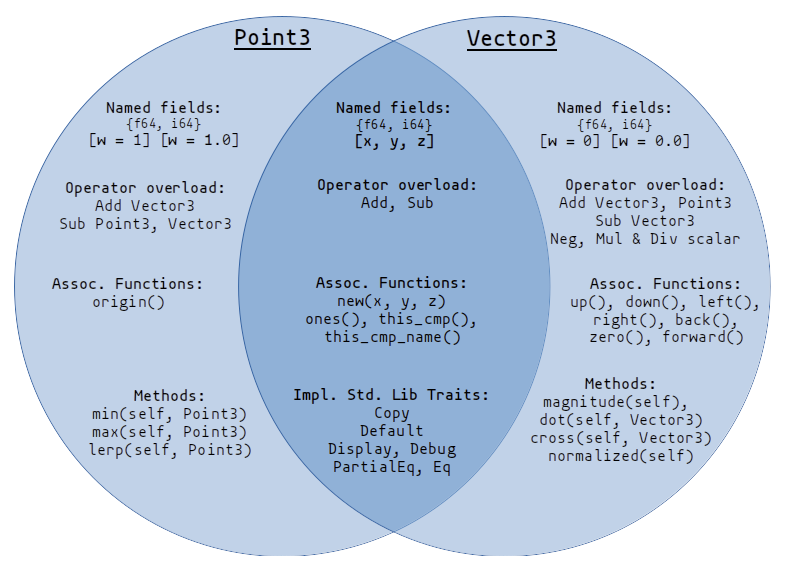 Point3
Named fields:
{f64, i64}
[w = 1] [w = 1.0]
Operator overload:
Add Vector3
Sub Point3, Vector3
Assoc. Functions:
origin()
Methods:
min(self, Point3)
max(self, Point3)
lerp(self, Point3)
Named fields:
{f64, i64}
[x, y, z]
Operator overload:
Add, Sub
Assoc. Functions:
new(x, y, z)
ones(), this_cmp(),
this_cmp_name()
Impl. Std. Lib Traits:
Copy
Default
Display, Debug
PartialEq, Eq
Vector3
Named fields:
{f64, i64}
[w = 0] [w = 0.0]
Operator overload:
Add Vector3, Point3
Sub Vector3
Neg, Mul & Div scalar
Assoc. Functions:
up(), down(), left(),
right(), back(),
zero(), forward()
Methods:
magnitude(self),
dot(self, Vector3)
cross(self, Vector3)
normalized(self)